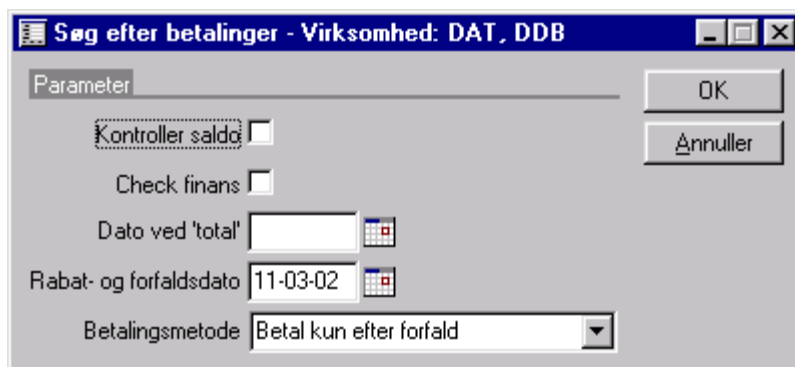 Søg efter betalinger - Virksomhed: DAT, DDB
Parameter
OK
Kontroller saldo
Annuller
Check finans
Dato ved 'total'
Rabat- og forfaldsdato 11-03-02
Betalingsmetode Betal kun efter forfald